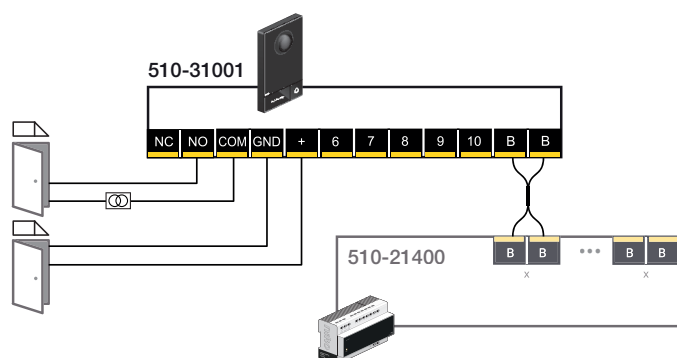 510-31001
NC NO COM GND + 6 7 8 9 10 B B
510-21400
B B ••• B B
x x